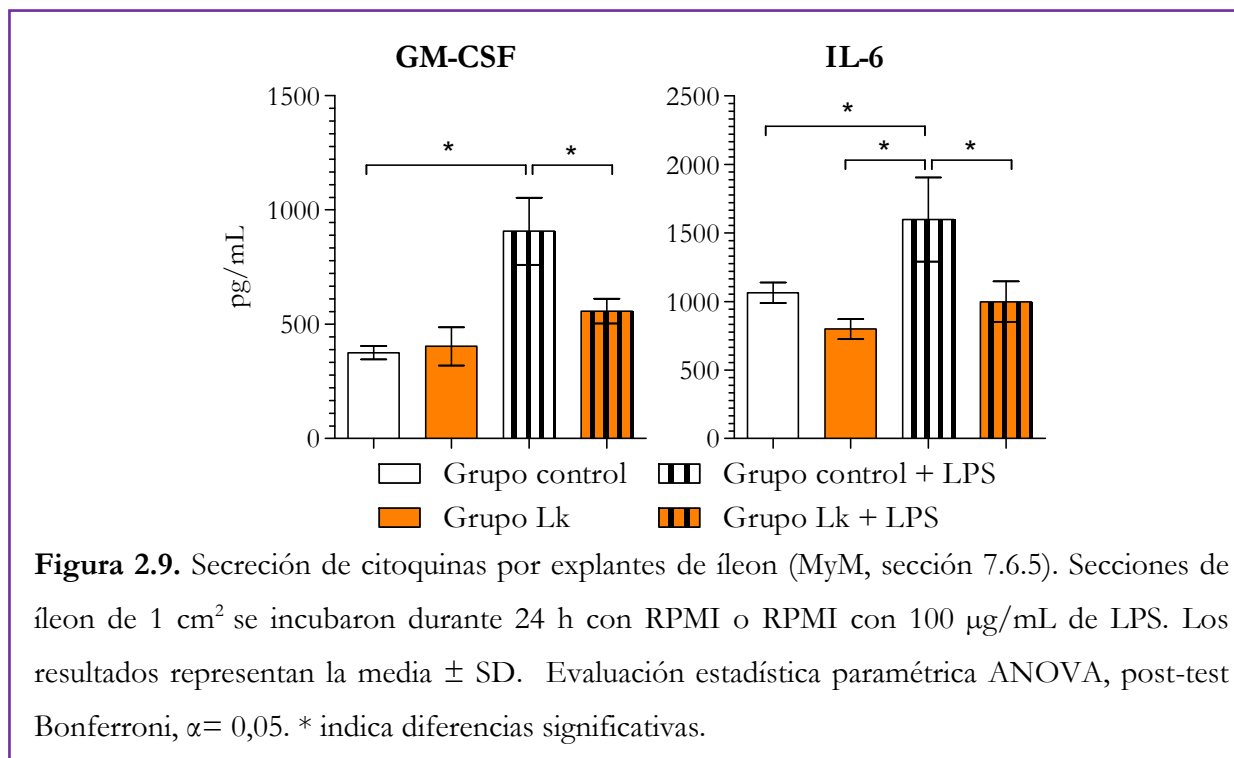 GM-CSF
IL-6
pg/mL
1500
1000
500
0
*
*
2500
2000
1500
1000
500
0
*
*
*
Grupo control
Grupo control + LPS
Grupo Lk
Grupo Lk + LPS
Figura 2.9. Secreción de citoquinas por explantes de íleon (MyM, sección 7.6.5). Secciones de
íleon de 1 cm² se incubaron durante 24 h con RPMI o RPMI con 100 μg/mL de LPS. Los
resultados representan la media ± SD. Evaluación estadística paramétrica ANOVA, post-test
Bonferroni, α= 0,05. * indica diferencias significativas.